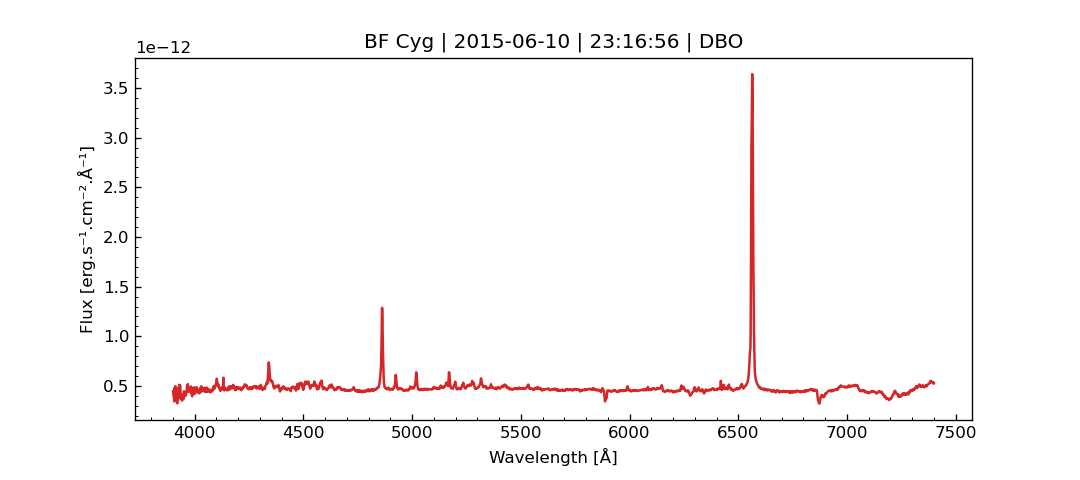 BF Cyg | 2015-06-10 | 23:16:56 | DBO
1e−12
3.5
3.0
2.5
2.0
1.5
1.0
0.5
Flux [erg.s⁻¹.cm⁻².Å⁻¹]
4000 4500 5000 5500 6000 6500 7000 7500
Wavelength [Å]